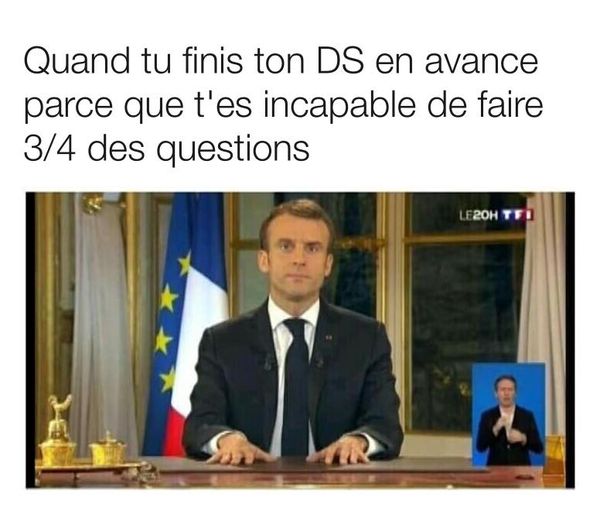 Quand tu finis ton DS en avance
parce que t'es incapable de faire
3/4 des questions
LE20H TF1